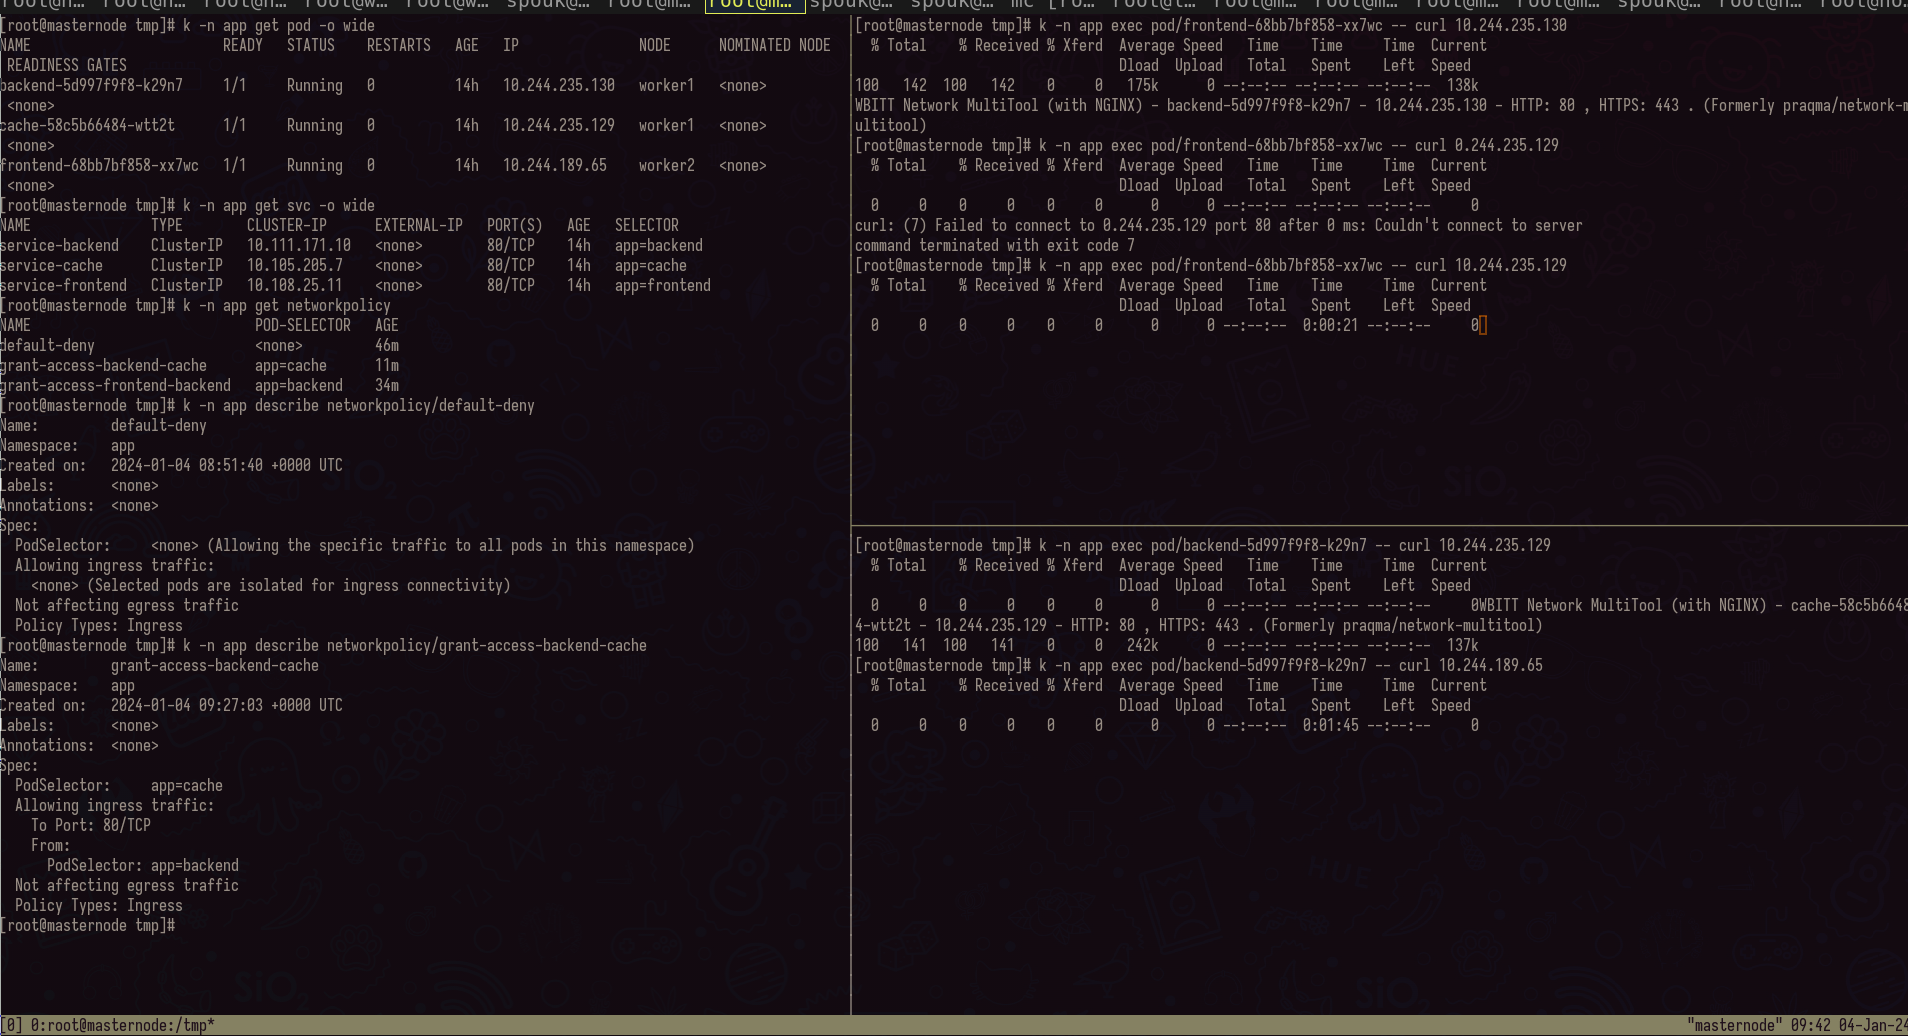 [root@masternode tmp]# k -n app get pod -o wide
NAME READY STATUS RESTARTS AGE IP NODE NOMINATED NODE
READINESS GATES
backend-5d997f9f8-k29n7 1/1 Running 0 14h 10.244.235.130 worker1 <none>
<none>
cache-58c5b66484-wtt2t 1/1 Running 0 14h 10.244.235.129 worker1 <none>
<none>
frontend-68bb7bf858-xx7wc 1/1 Running 0 14h 10.244.189.65 worker2 <none>
<none>
[root@masternode tmp]# k -n app get svc -o wide
NAME TYPE CLUSTER-IP EXTERNAL-IP PORT(S) AGE SELECTOR
service-backend ClusterIP 10.111.171.10 <none> 80/TCP 14h app=backend
service-cache ClusterIP 10.105.205.7 <none> 80/TCP 14h app=cache
service-frontend ClusterIP 10.108.25.11 <none> 80/TCP 14h app=frontend
[root@masternode tmp]# k -n app get networkpolicy
NAME POD-SELECTOR AGE
default-deny <none> 46m
grant-access-backend-cache app=cache 11m
grant-access-frontend-backend app=backend 34m
[root@masternode tmp]# k -n app describe networkpolicy/default-deny
Name: default-deny
Namespace: app
Created on: 2024-01-04 08:51:40 +0000 UTC
Labels: <none>
Annotations: <none>
Spec:
PodSelector: <none> (Allowing the specific traffic to all pods in this namespace)
Allowing ingress traffic:
<none> (Selected pods are isolated for ingress connectivity)
Not affecting egress traffic
Policy Types: Ingress
[root@masternode tmp]# k -n app describe networkpolicy/grant-access-backend-cache
Name: grant-access-backend-cache
Namespace: app
Created on: 2024-01-04 09:27:03 +0000 UTC
Labels: <none>
Annotations: <none>
Spec:
PodSelector: app=cache
Allowing ingress traffic:
To Port: 80/TCP
From:
PodSelector: app=backend
Not affecting egress traffic
Policy Types: Ingress
[root@masternode tmp]#
[root@masternode tmp]# k -n app exec pod/frontend-68bb7bf858-xx7wc -- curl 10.244.235.130
% Total % Received % Xferd Average Speed Time Time Time Current
Dload Upload Total Spent Left Speed
100 142 100 142 0 0 175k 0 --:--:-- --:--:-- --:--:-- 138k
WBITT Network MultiTool (with NGINX) - backend-5d997f9f8-k29n7 - 10.244.235.130 - HTTP: 80 , HTTPS: 443 . (Formerly praqma/network-m
ultitool)
[root@masternode tmp]# k -n app exec pod/frontend-68bb7bf858-xx7wc -- curl 0.244.235.129
% Total % Received % Xferd Average Speed Time Time Time Current
Dload Upload Total Spent Left Speed
0 0 0 0 0 0 0 0 --:--:-- --:--:-- --:--:-- 0
curl: (7) Failed to connect to 0.244.235.129 port 80 after 0 ms: Couldn't connect to server
command terminated with exit code 7
[root@masternode tmp]# k -n app exec pod/frontend-68bb7bf858-xx7wc -- curl 10.244.235.129
% Total % Received % Xferd Average Speed Time Time Time Current
Dload Upload Total Spent Left Speed
0 0 0 0 0 0 0 0 --:--:-- 0:00:21 --:--:-- 0
[root@masternode tmp]# k -n app exec pod/backend-5d997f9f8-k29n7 -- curl 10.244.235.129
% Total % Received % Xferd Average Speed Time Time Time Current
Dload Upload Total Spent Left Speed
0 0 0 0 0 0 0 0 --:--:-- --:--:-- --:--:-- 0WBITT Network MultiTool (with NGINX) - cache-58c5b6648
4-wtt2t - 10.244.235.129 - HTTP: 80 , HTTPS: 443 . (Formerly praqma/network-multitool)
100 141 100 141 0 0 242k 0 --:--:-- --:--:-- --:--:-- 137k
[root@masternode tmp]# k -n app exec pod/backend-5d997f9f8-k29n7 -- curl 10.244.189.65
% Total % Received % Xferd Average Speed Time Time Time Current
Dload Upload Total Spent Left Speed
0 0 0 0 0 0 0 0 --:--:-- 0:01:45 --:--:-- 0
[0] 0:root@masternode:/tmp*
"masternode" 09:42 04-Jan-24